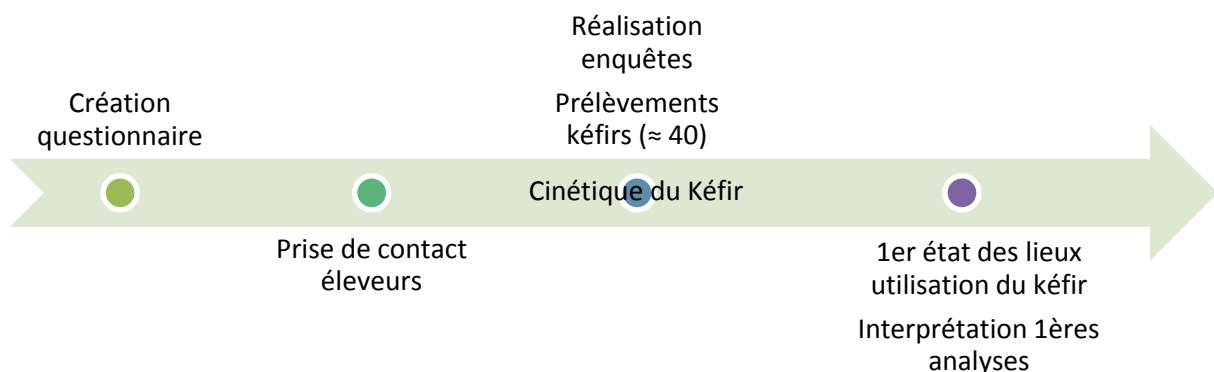 Création
questionnaire
Prise de contact
éleveurs
Réalisation
enquêtes
Prélèvements
kéfirs (≈ 40)
Cinétique du Kéfir
1er état des lieux
utilisation du kéfir
Interprétation 1ères
analyses